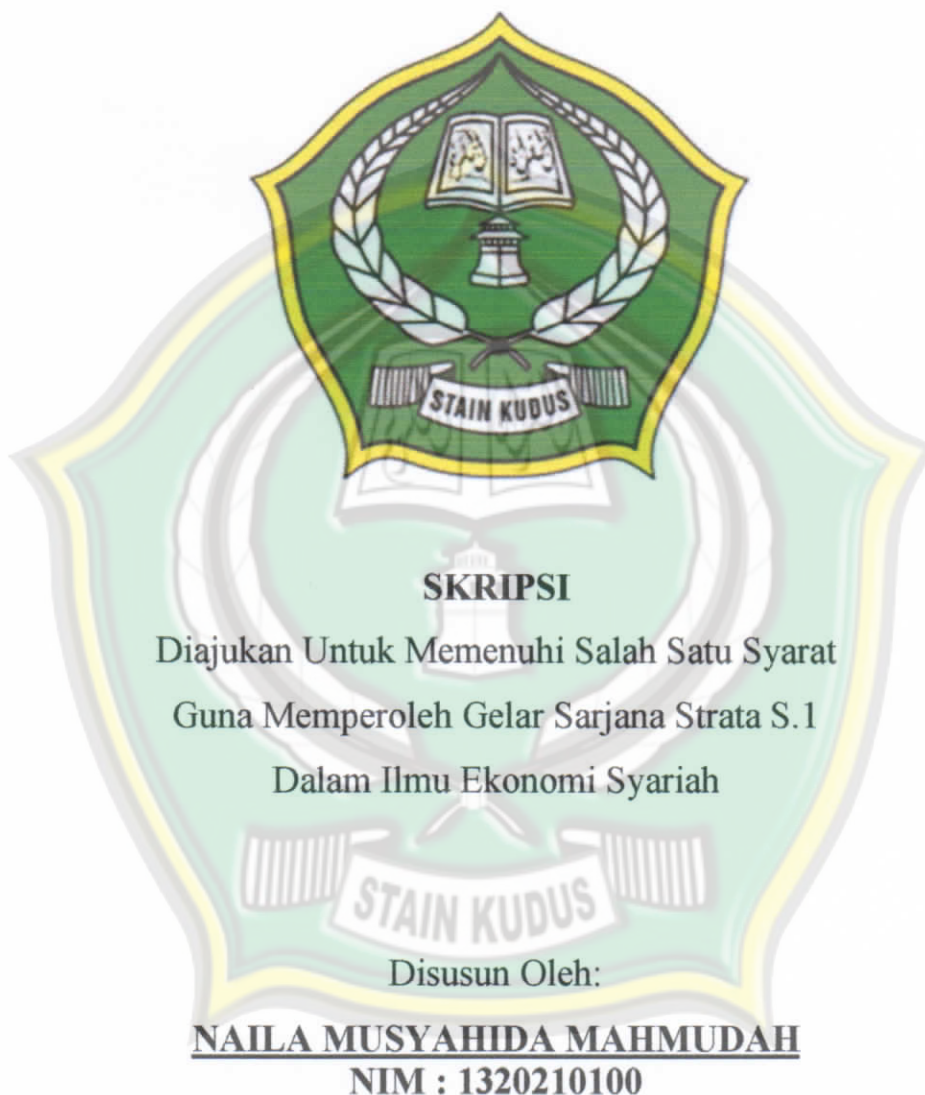 STAIN KUDUS
SKRIPSI
Diajukan Untuk Memenuhi Salah Satu Syarat
Guna Memperoleh Gelar Sarjana Strata S.1
Dalam Ilmu Ekonomi Syariah
STAIN KUDUS
Disusun Oleh:
NAILA MUSYAHIDA MAHMUDAH
NIM : 1320210100